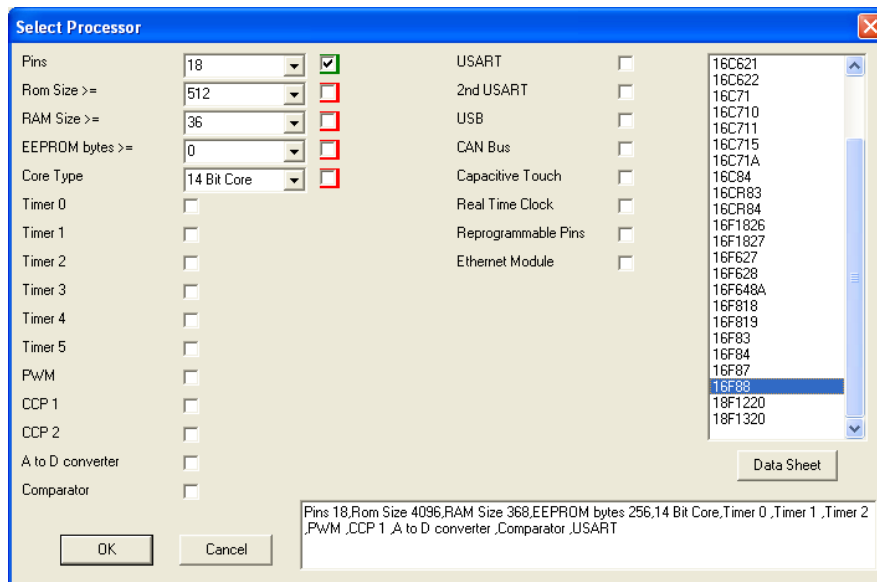 Select Processor
Pins 18
Rom Size >= 512
RAM Size >= 36
EEPROM bytes >= 0
Core Type 14 Bit Core
Timer 0
Timer 1
Timer 2
Timer 3
Timer 4
Timer 5
PWM
CCP 1
CCP 2
A to D converter
Comparator
USART
2nd USART
USB
CAN Bus
Capacitive Touch
Real Time Clock
Reprogrammable Pins
Ethernet Module
16C621
16C622
16C71
16C710
16C711
16C715
16C71A
16C84
16CR83
16CR84
16F1826
16F1827
16F627
16F628
16F648A
16F818
16F819
16F83
16F84
16F87
16F88
18F1220
18F1320
Data Sheet
Pins 18,Rom Size 4096,RAM Size 368,EEPROM bytes 256,14 Bit Core,Timer 0 ,Timer 1 ,Timer 2
,PWM ,CCP 1 ,A to D converter ,Comparator ,USART
OK
Cancel